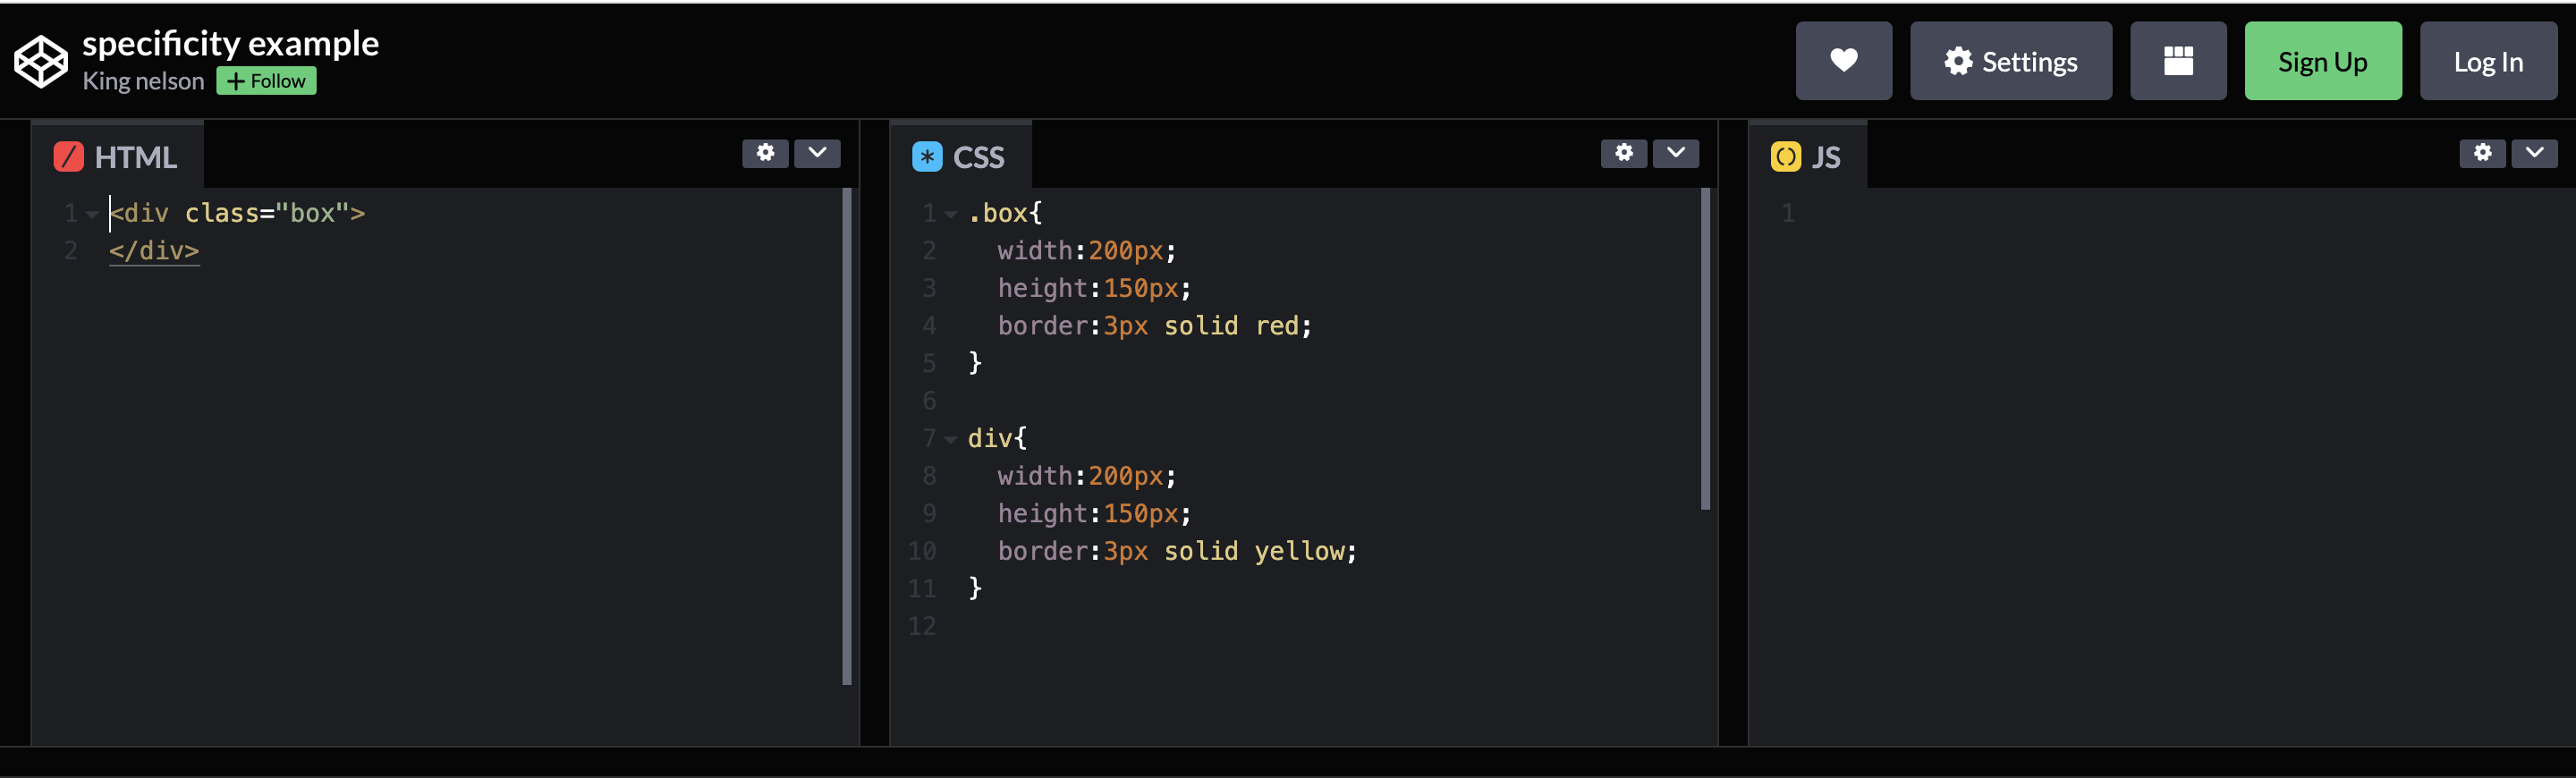 specificity example
King nelson + Follow
Settings
Sign Up
Log In
/ HTML
1 <div class="box">
2 </div>
* CSS
1 .box{
2 width:200px;
3 height:150px;
4 border:3px solid red;
5 }
6
7 div{
8 width:200px;
9 height:150px;
10 border:3px solid yellow;
11 }
12
() JS
1